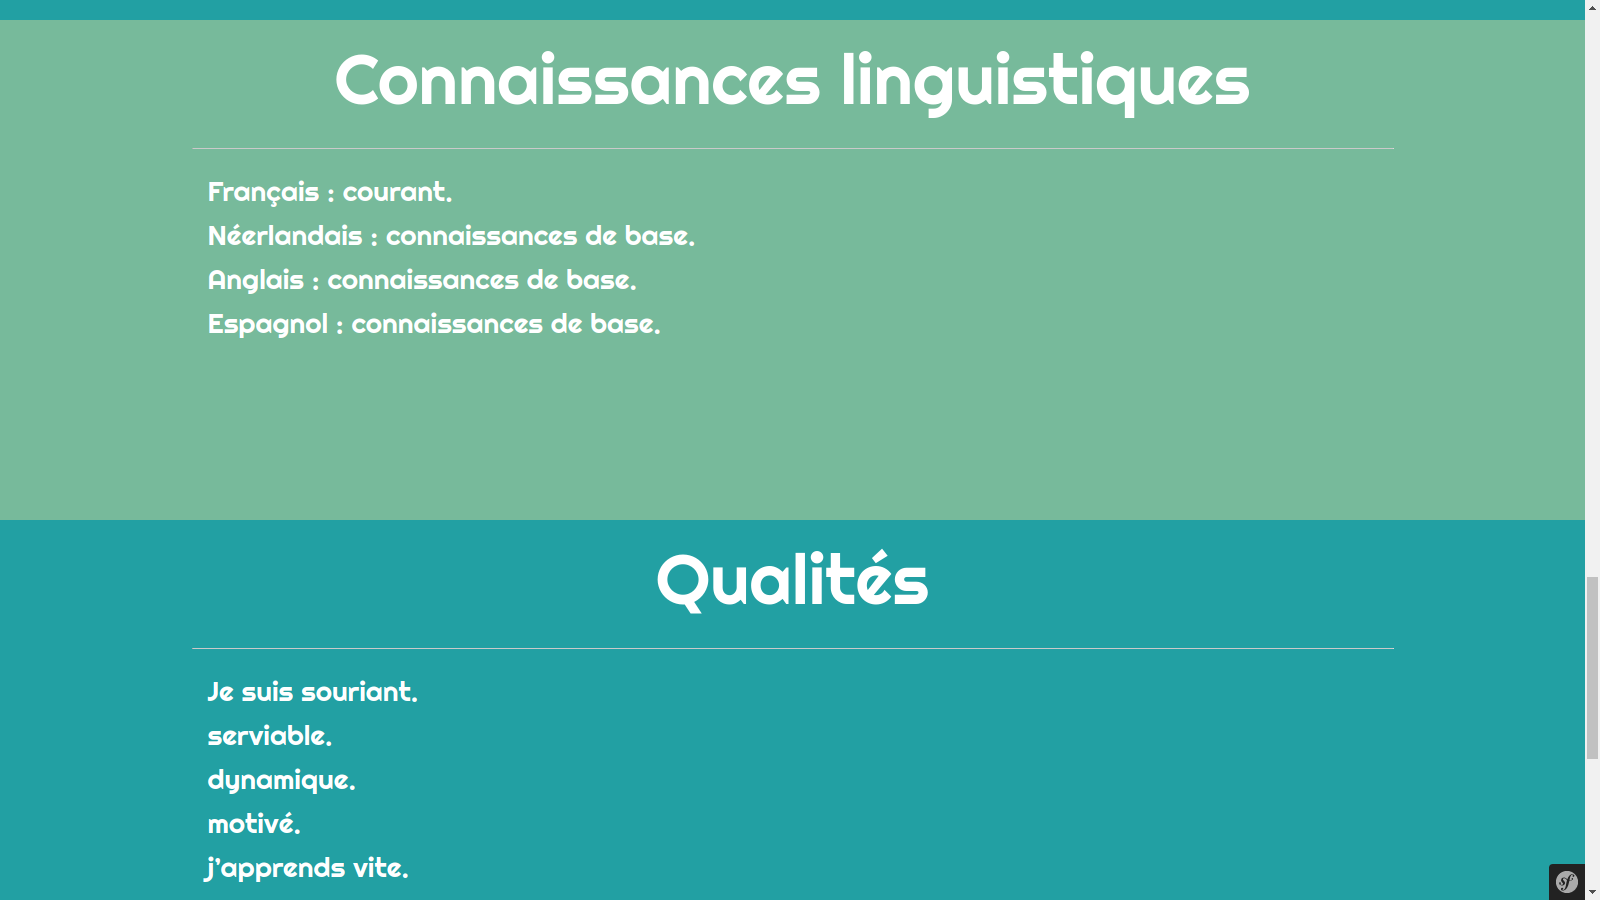 Connaissances linguistiques
Français : courant.
Néerlandais : connaissances de base.
Anglais : connaissances de base.
Espagnol : connaissances de base.
Qualités
Je suis souriant.
serviable.
dynamique.
motivé.
j'apprends vite.
sf